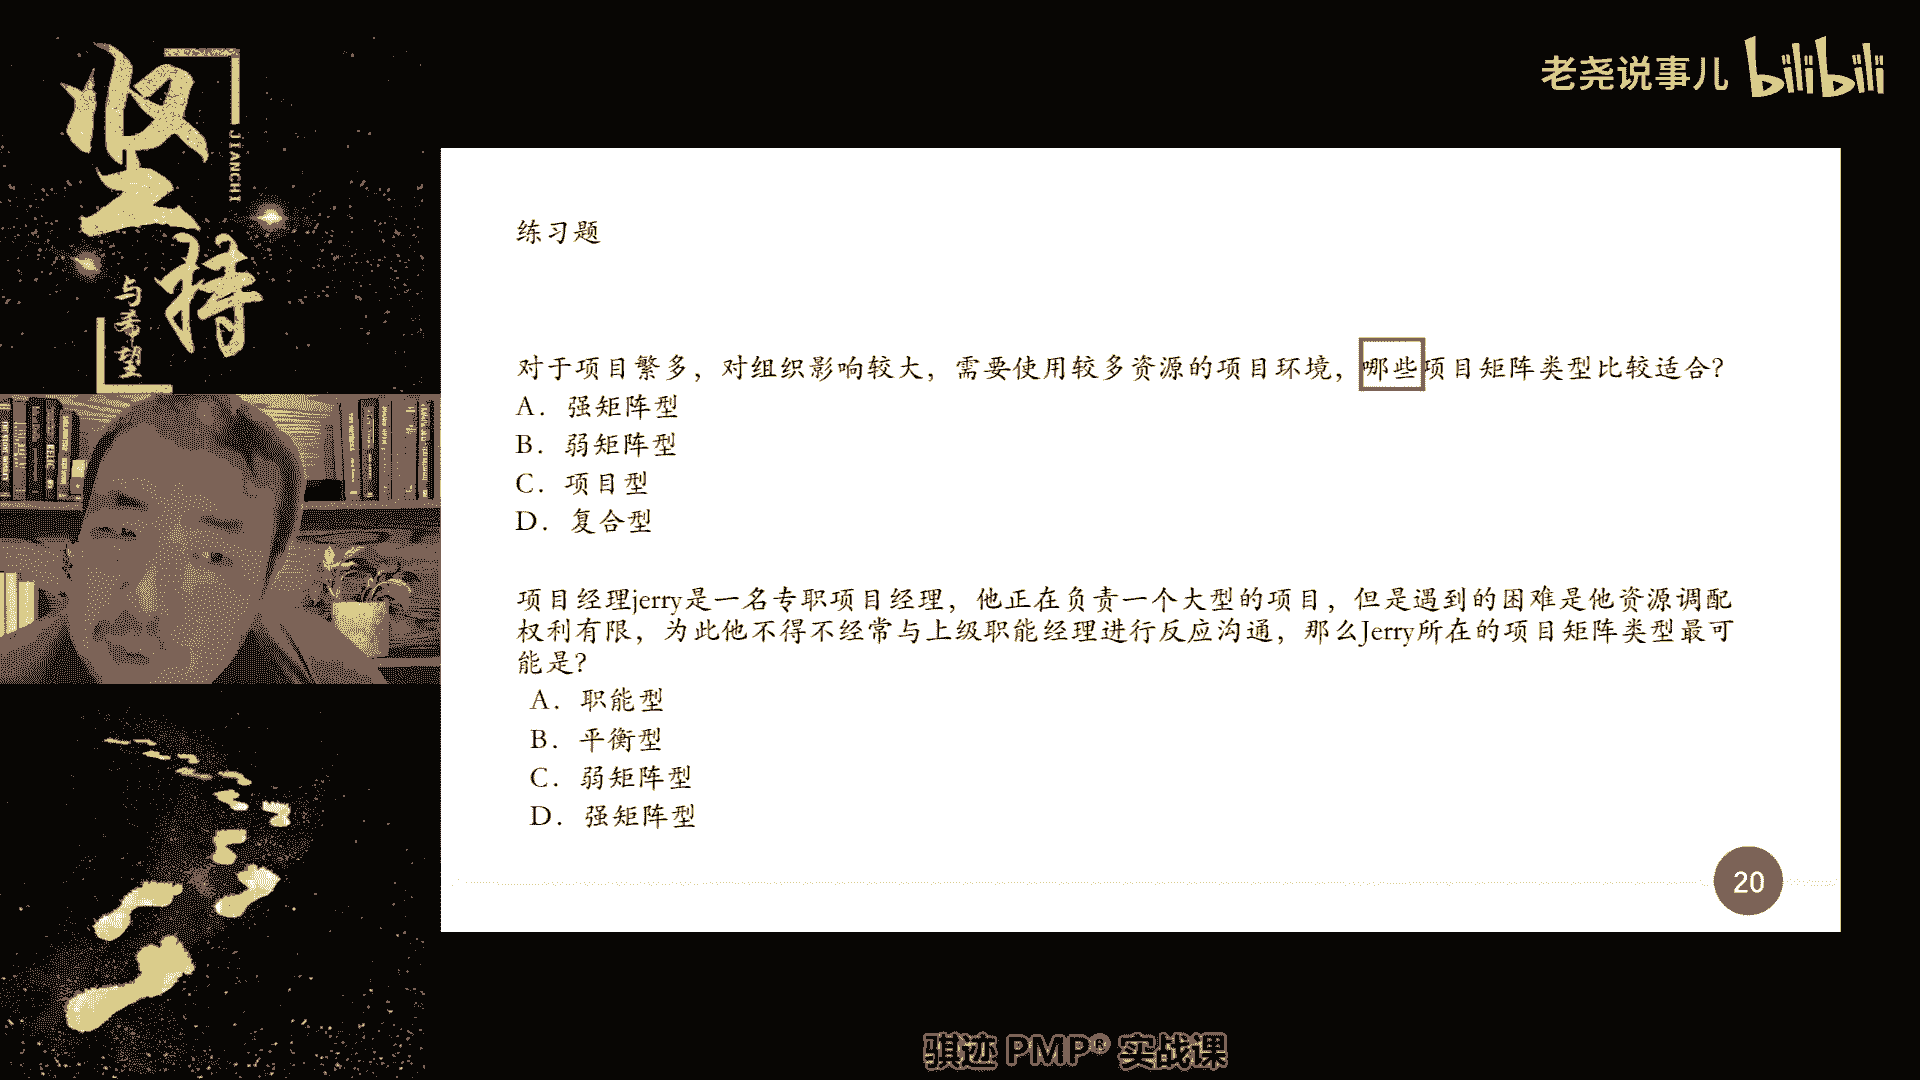 坚持
JIANCHI
与希望
老尧说事儿 bilibili
练习题
对于项目繁多，对组织影响较大，需要使用较多资源的项目环境，哪些项目矩阵类型比较适合？
A. 强矩阵型
B. 弱矩阵型
C. 项目型
D. 复合型
项目经理jerry是一名专职项目经理，他正在负责一个大型的项目，但是遇到的困难是他资源调配
权利有限，为此他不得不经常与上级职能经理进行反应沟通，那么Jerry所在的项目矩阵类型最可
能是？
A. 职能型
B. 平衡型
C. 弱矩阵型
D. 强矩阵型
20
骐迹 PMP® 实战课